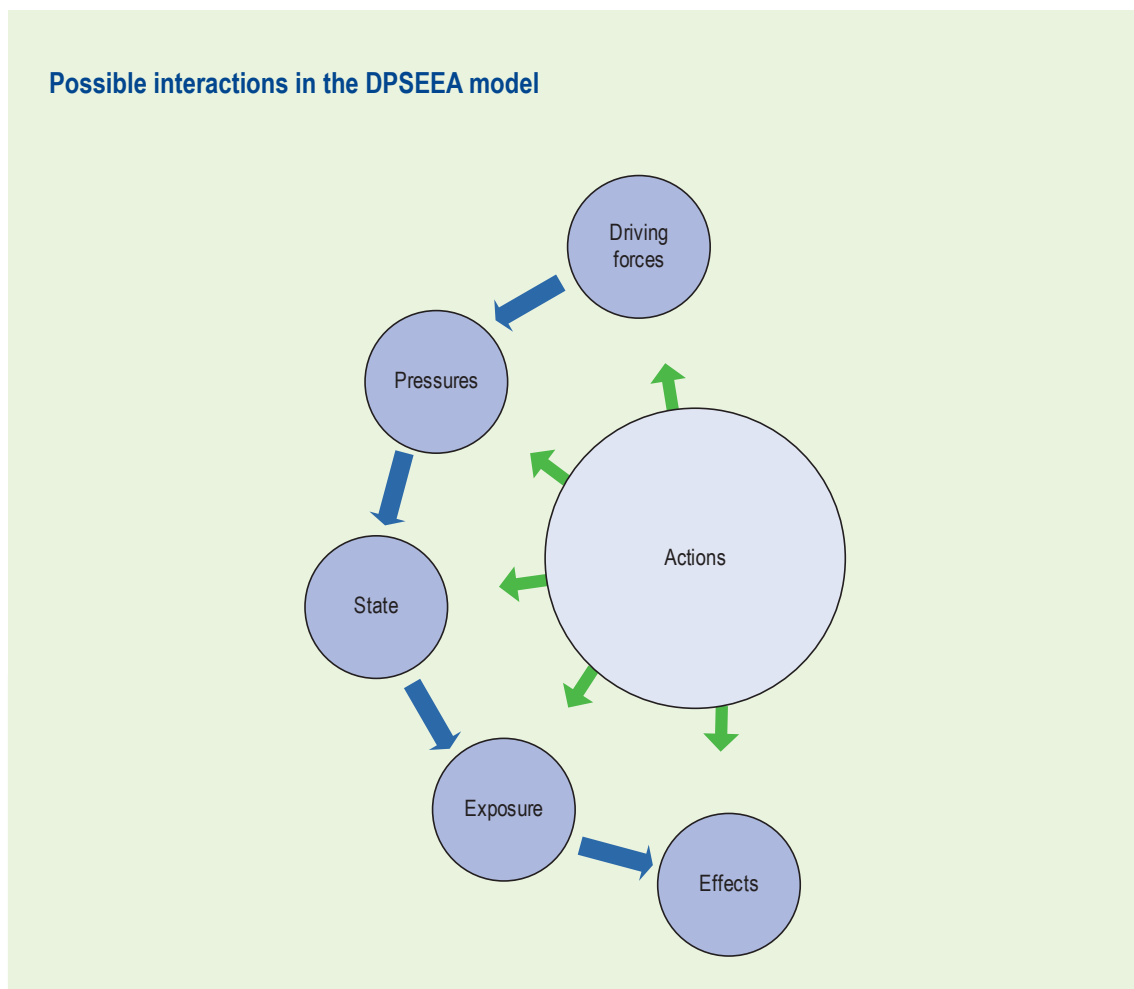 Possible interactions in the DPSEEA model
Driving
forces
Pressures
Actions
State
Exposure
Effects